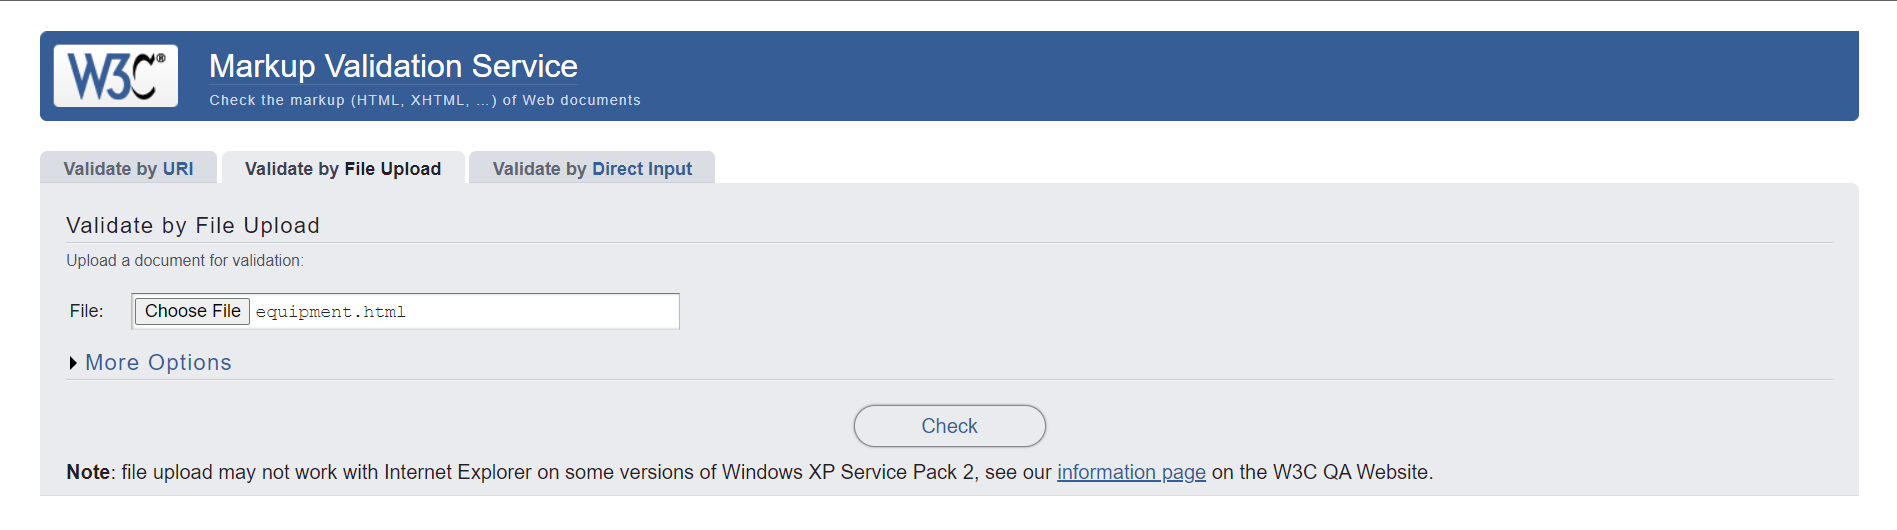 W3C®
Markup Validation Service
Check the markup (HTML, XHTML, …) of Web documents
Validate by URI
Validate by File Upload
Validate by Direct Input
Validate by File Upload
Upload a document for validation:
File: Choose File equipment.html
More Options
Check
Note: file upload may not work with Internet Explorer on some versions of Windows XP Service Pack 2, see our information page on the W3C QA Website.